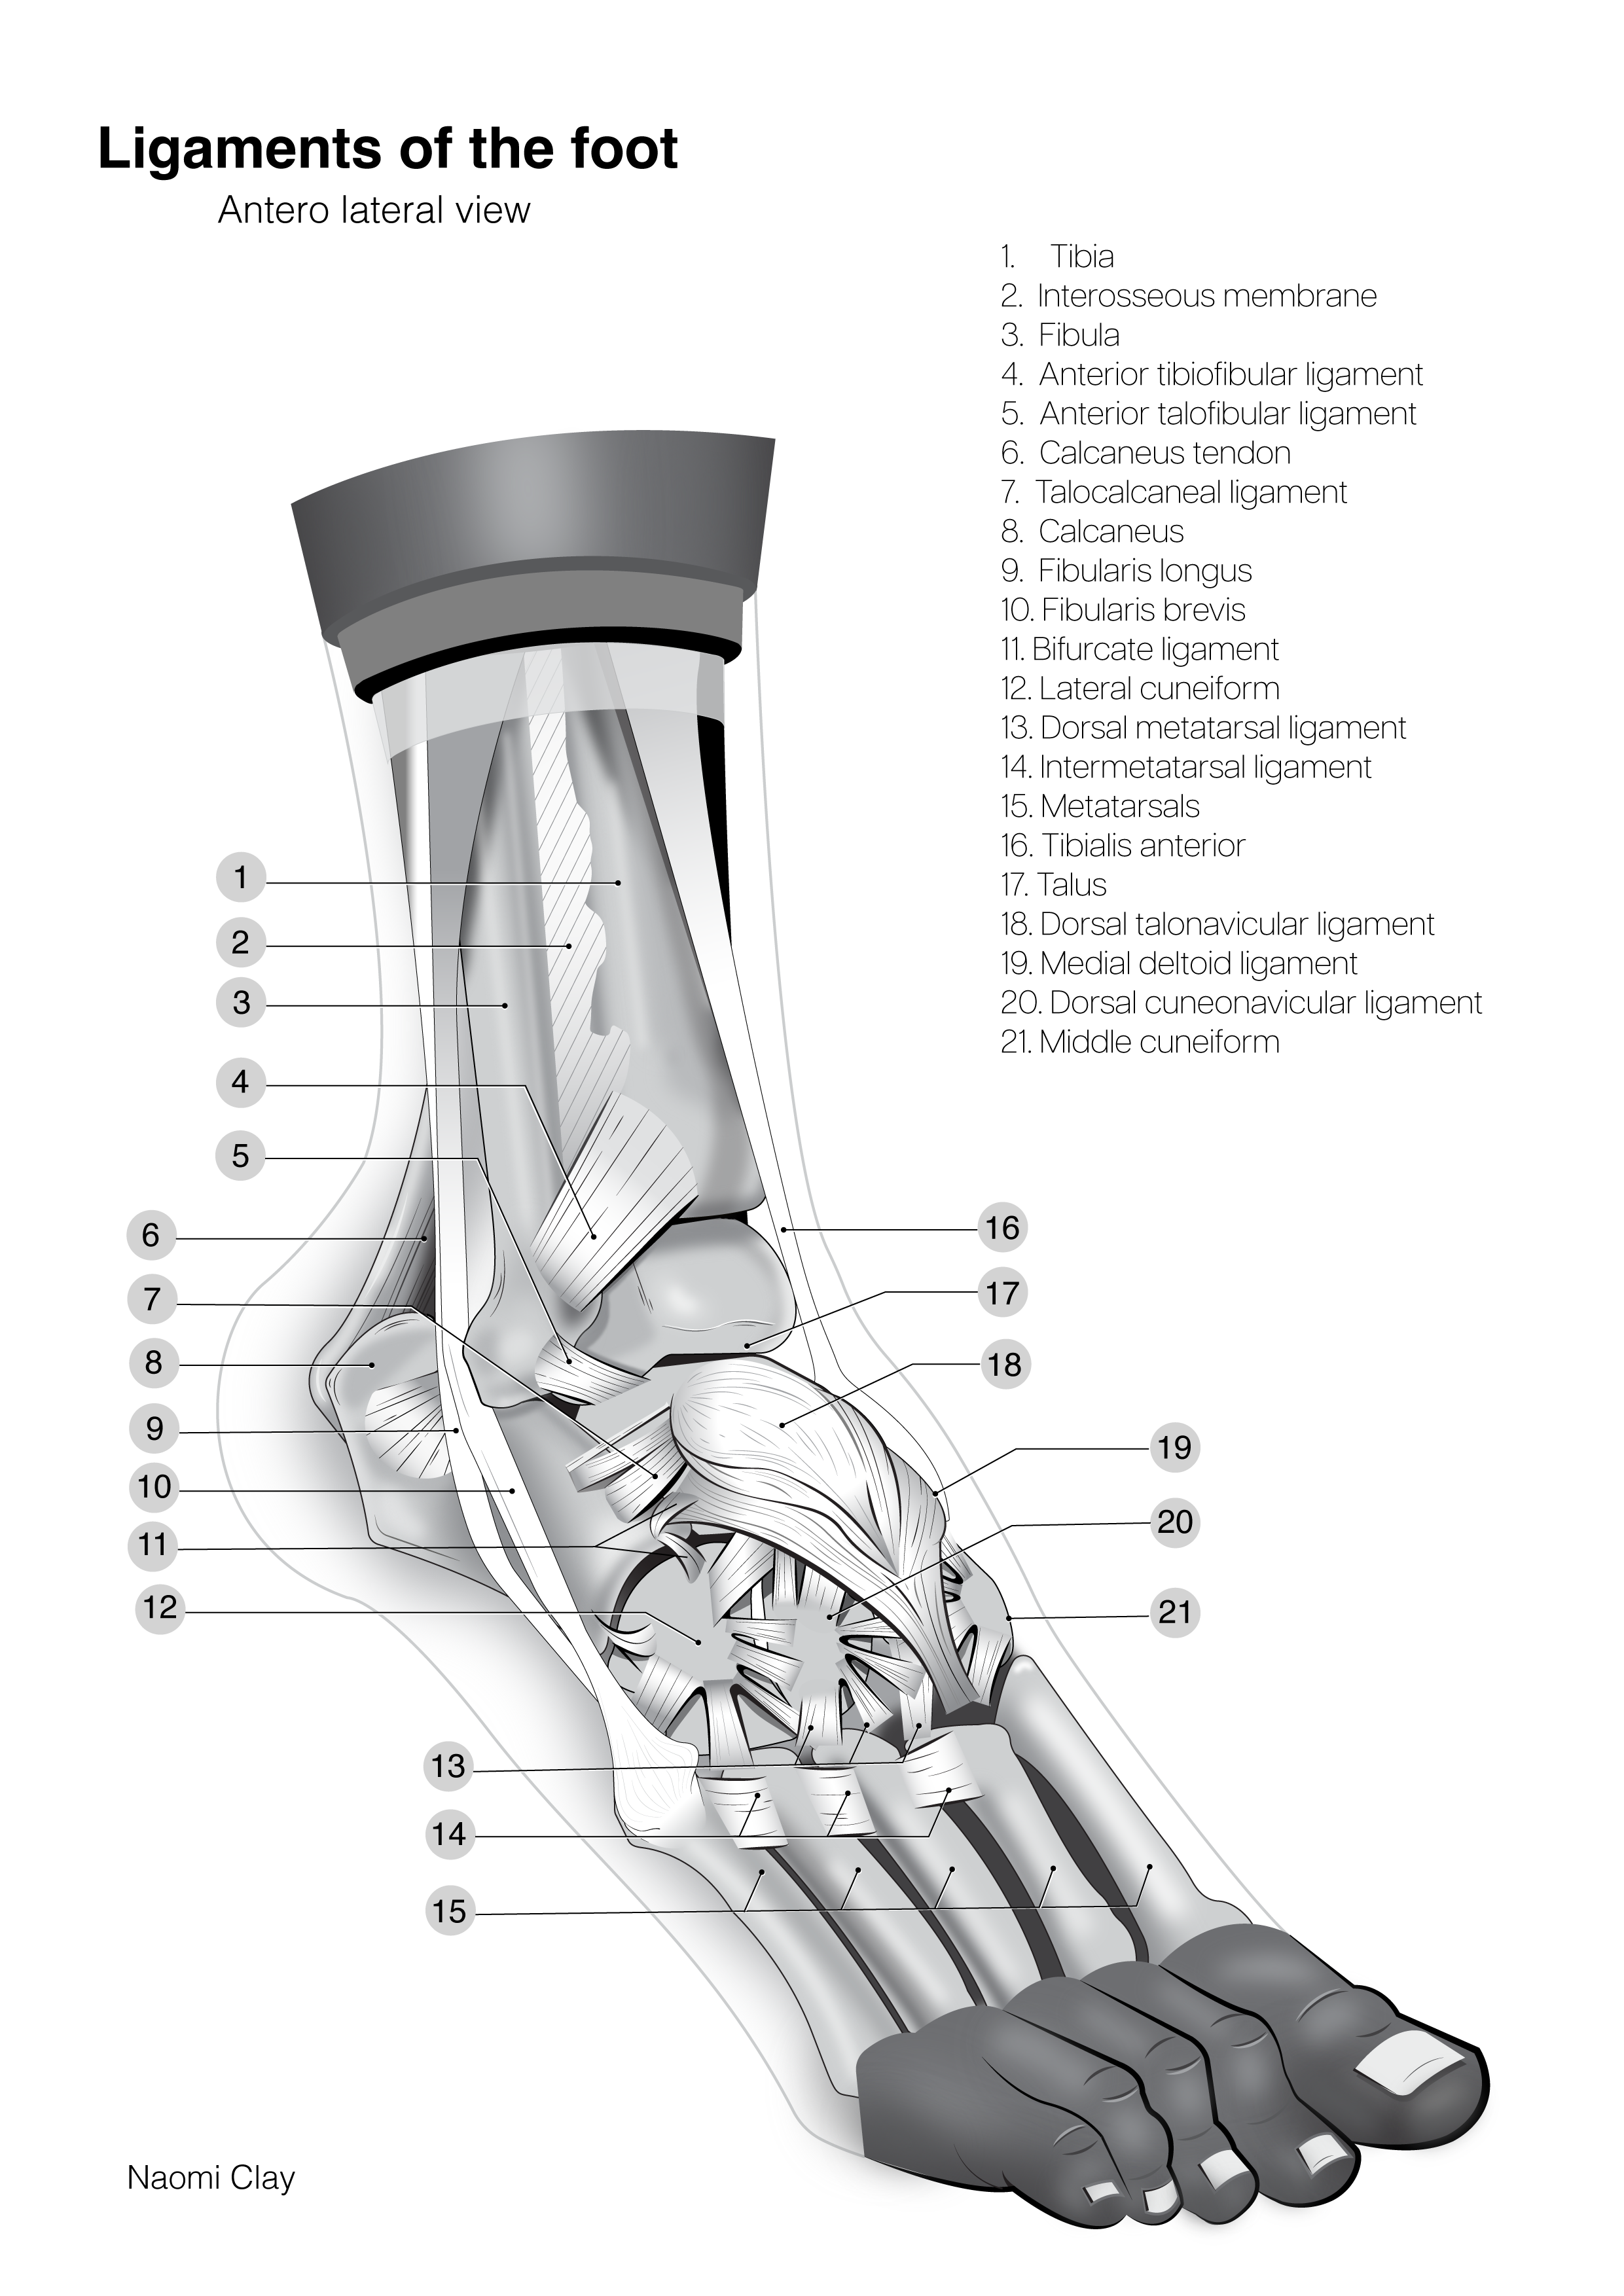 Ligaments of the foot
Antero lateral view
1. Tibia
2. Interosseous membrane
3. Fibula
4. Anterior tibiofibular ligament
5. Anterior talofibular ligament
6. Calcaneus tendon
7. Talocalcaneal ligament
8. Calcaneus
9. Fibularis longus
10. Fibularis brevis
11. Bifurcate ligament
12. Lateral cuneiform
13. Dorsal metatarsal ligament
14. Intermetatarsal ligament
15. Metatarsals
16. Tibialis anterior
17. Talus
18. Dorsal talonavicular ligament
19. Medial deltoid ligament
20. Dorsal cuneonavicular ligament
21. Middle cuneiform
1
2
3
4
5
6
7
8
9
10
11
12
13
14
15
16
17
18
19
20
21
Naomi Clay